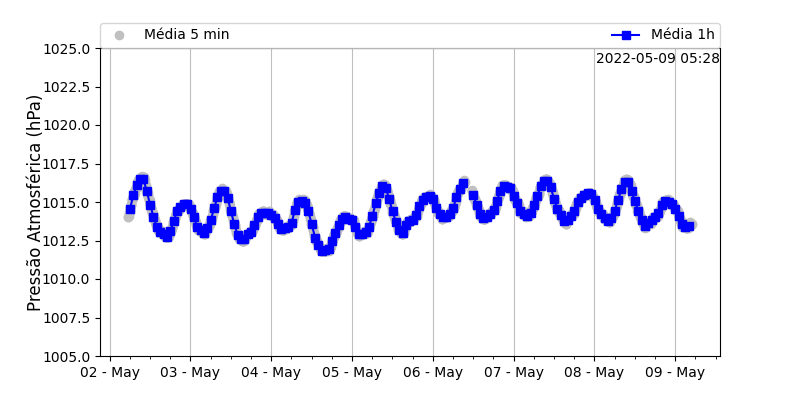 Média 5 min
Média 1h
2022-05-09 05:28
Pressão Atmosférica (hPa)
1025.0
1022.5
1020.0
1017.5
1015.0
1012.5
1010.0
1007.5
1005.0
02 - May
03 - May
04 - May
05 - May
06 - May
07 - May
08 - May
09 - May